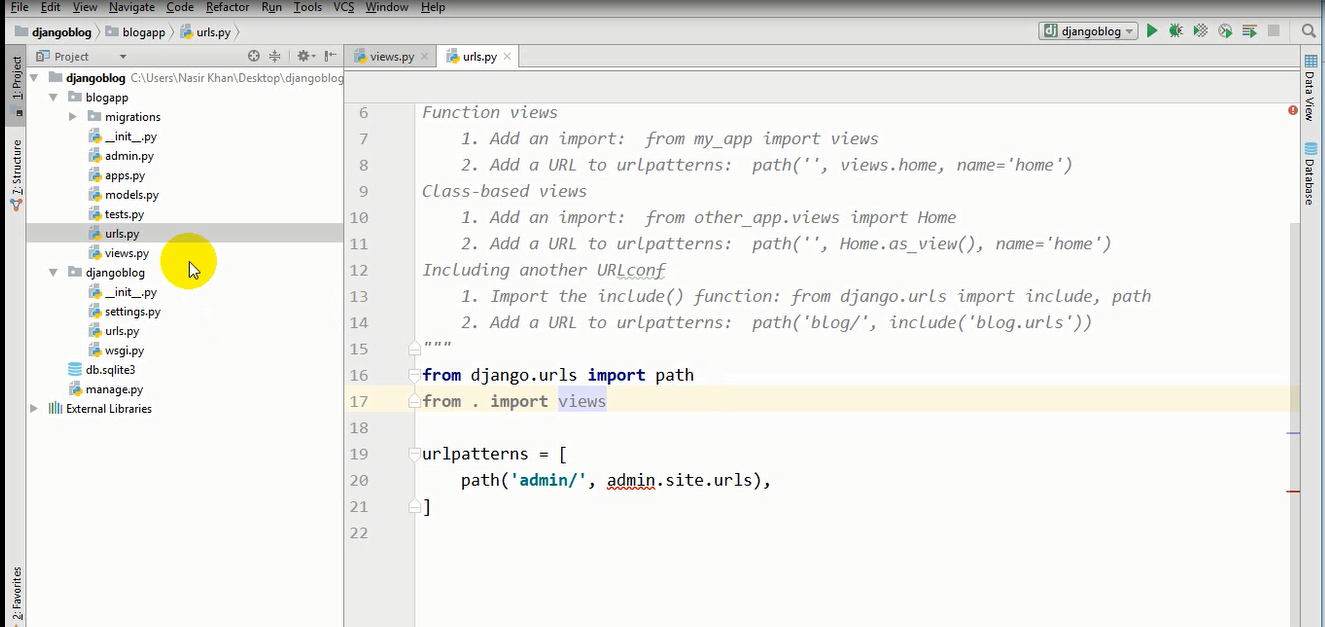 File Edit View Navigate Code Refactor Run Tools VCS Window Help
djangoblog blogapp urls.py djangoblog
Project views.py urls.py
1: Project
7: Structure
2: Favorites
djangoblog C:\Users\Nasir Khan\Desktop\djangoblog
blogapp
migrations
__init__.py
admin.py
apps.py
models.py
tests.py
urls.py
views.py
djangoblog
__init__.py
settings.py
urls.py
wsgi.py
db.sqlite3
manage.py
External Libraries
6 Function views
7 1. Add an import:  from my_app import views
8 2. Add a URL to urlpatterns:  path('', views.home, name='home')
9 Class-based views
10 1. Add an import:  from other_app.views import Home
11 2. Add a URL to urlpatterns:  path('', Home.as_view(), name='home')
12 Including another URLconf
13 1. Import the include() function: from django.urls import include, path
14 2. Add a URL to urlpatterns:  path('blog/', include('blog.urls'))
15 """
16 from django.urls import path
17 from . import views
18
19 urlpatterns = [
20 path('admin/', admin.site.urls),
21 ]
22
Data View
Database